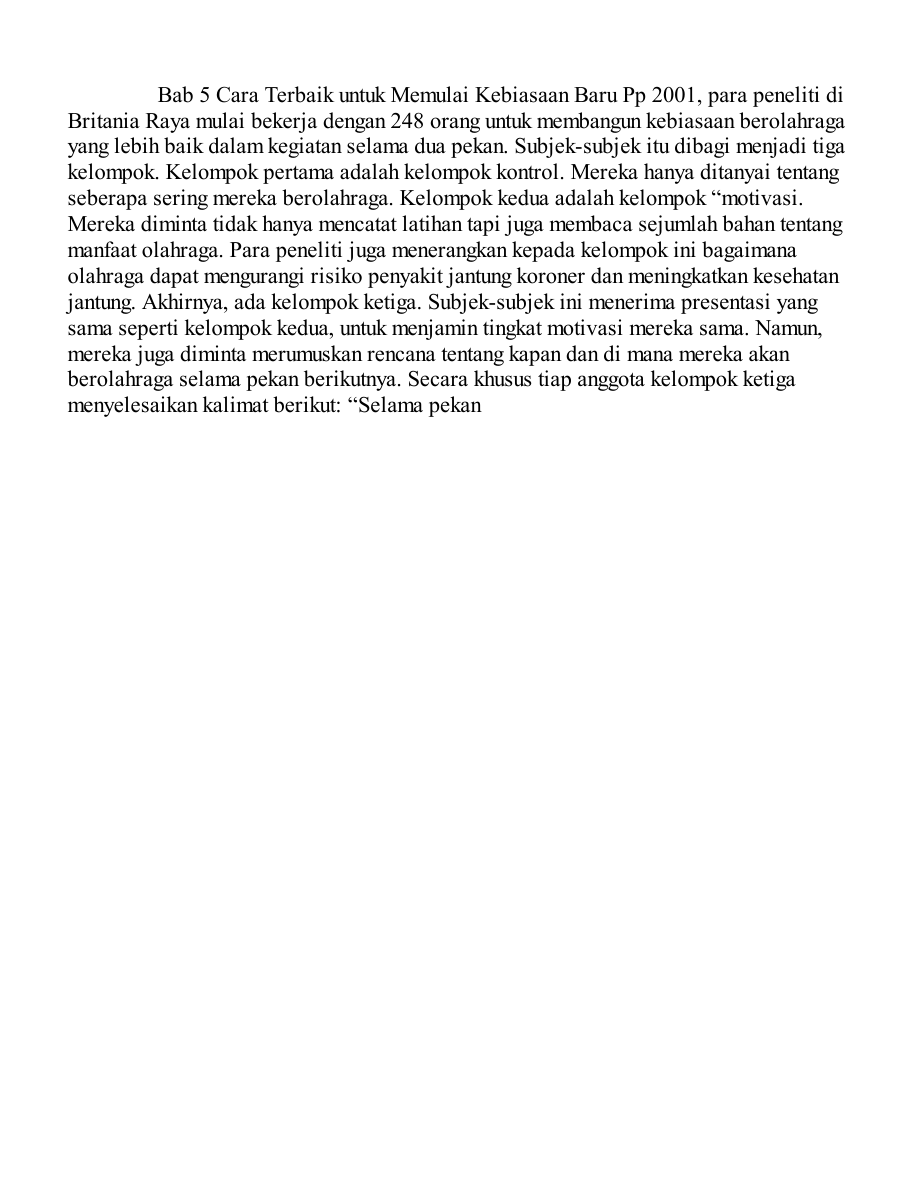 Bab 5 Cara Terbaik untuk Memulai Kebiasaan Baru Pp 2001, para peneliti di
Britania Raya mulai bekerja dengan 248 orang untuk membangun kebiasaan berolahraga
yang lebih baik dalam kegiatan selama dua pekan. Subjek-subjek itu dibagi menjadi tiga
kelompok. Kelompok pertama adalah kelompok kontrol. Mereka hanya ditanyai tentang
seberapa sering mereka berolahraga. Kelompok kedua adalah kelompok “motivasi.
Mereka diminta tidak hanya mencatat latihan tapi juga membaca sejumlah bahan tentang
manfaat olahraga. Para peneliti juga menerangkan kepada kelompok ini bagaimana
olahraga dapat mengurangi risiko penyakit jantung koroner dan meningkatkan kesehatan
jantung. Akhirnya, ada kelompok ketiga. Subjek-subjek ini menerima presentasi yang
sama seperti kelompok kedua, untuk menjamin tingkat motivasi mereka sama. Namun,
mereka juga diminta merumuskan rencana tentang kapan dan di mana mereka akan
berolahraga selama pekan berikutnya. Secara khusus tiap anggota kelompok ketiga
menyelesaikan kalimat berikut: “Selama pekan